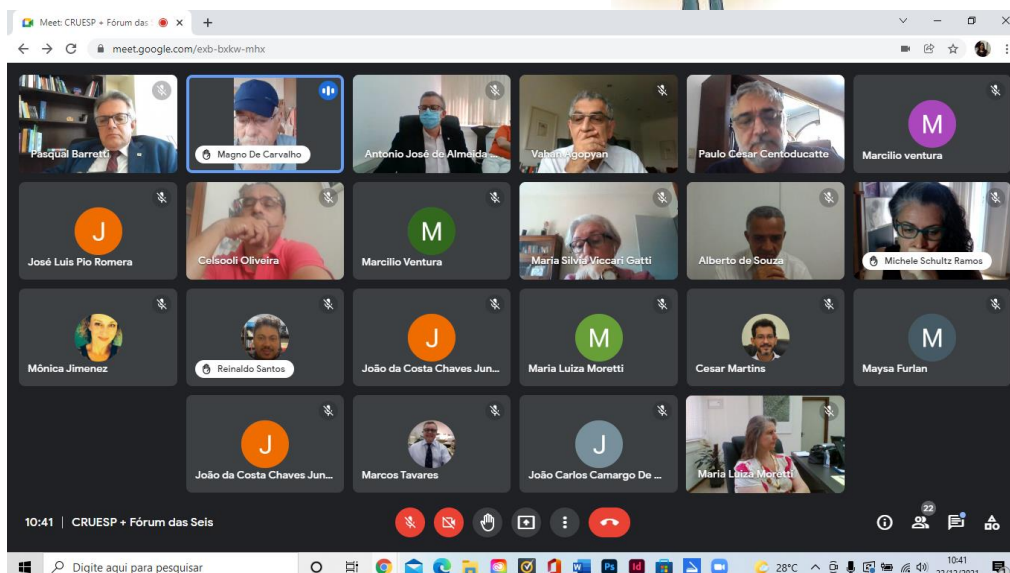 Meet: CRUESP + Fórum das
meet.google.com/exb-bxkw-mhx
Pasqual Barretti
Magno De Carvalho
Antonio José de Almeida ...
Vahan Agopyan
Paulo Cesar Centoducatte
M
Marcilio ventura
J
José Luis Pio Romera
Celsooli Oliveira
M
Marcílio Ventura
Maria Silvia Viccari Gatti
Alberto de Souza
Michele Schultz Ramos
Mônica Jimenez
Reinaldo Santos
J
João da Costa Chaves Jun...
M
Maria Luiza Moretti
Cesar Martins
M
Maysa Furlan
J
João da Costa Chaves Jun...
Marcos Tavares
J
João Carlos Camargo De ...
Maria Luiza Moretti
10:41 | CRUESP + Fórum das Seis
22
Digite aqui para pesquisar
28°C
10:41